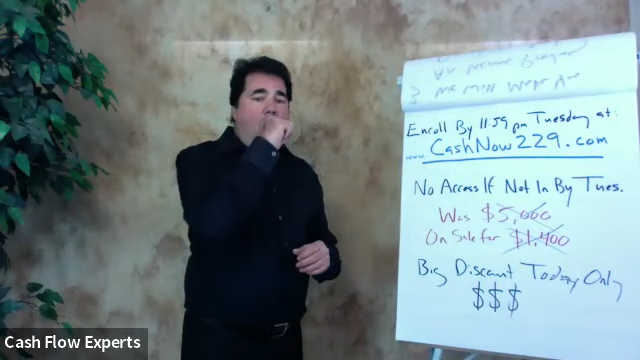 Enroll By 11:59 pm Tuesday at:
www.CashNow229.com
No Access If Not In By Tues.
Was $5,000
On Sale for $1,400
Big Discount Today Only
$$$
Cash Flow Experts